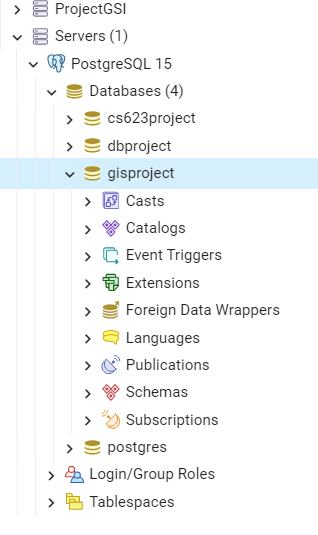 ProjectGSI
Servers (1)
PostgreSQL 15
Databases (4)
cs623project
dbproject
gisproject
Casts
Catalogs
Event Triggers
Extensions
Foreign Data Wrappers
Languages
Publications
Schemas
Subscriptions
postgres
Login/Group Roles
Tablespaces